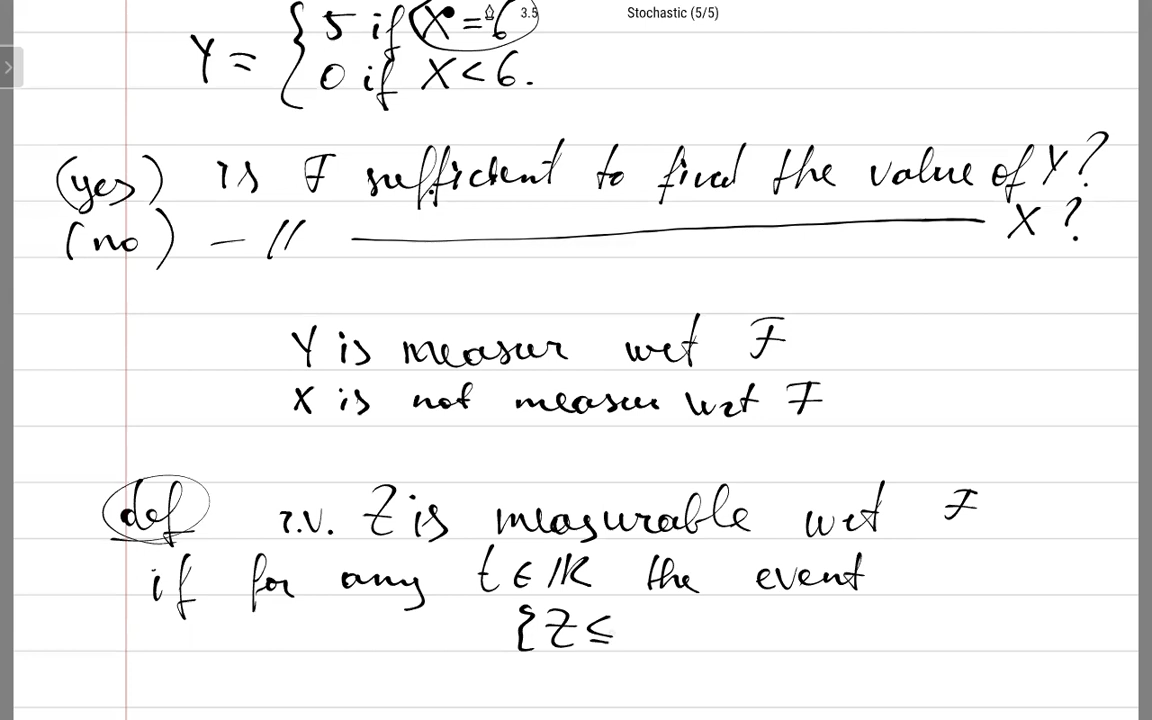 3.5 Stochastic (5/5)
Y = { 5 if X = 6
0 if X < 6.
(yes) is F sufficient to find the value of Y?
(no) — // ——— X ?
Y is measur wrt F
X is not measur wrt F
def r.v. Z is measurable wrt F
if for any t ∈ ℝ the event
{Z ≤